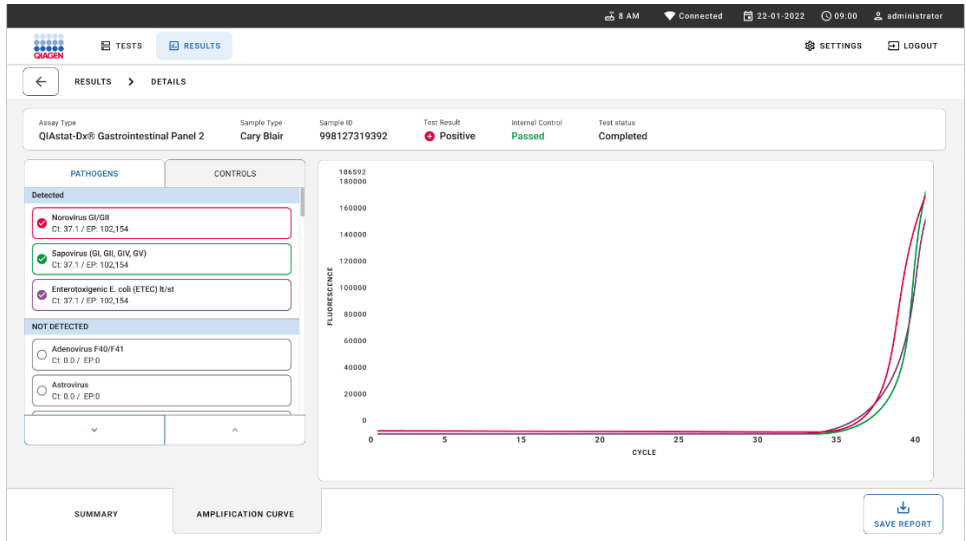 8 AM Connected 22-01-2022 09:00 administrator
QIAGEN TESTS RESULTS SETTINGS LOGOUT
RESULTS > DETAILS
Assay Type Sample Type Sample ID Test Result Internal Control Test status
QIAstat-Dx® Gastrointestinal Panel 2 Cary Blair 998127319392 Positive Passed Completed
PATHOGENS CONTROLS
Detected
Norovirus GI/GII
Ct: 37.1 / EP: 102,154
Sapovirus (GI, GII, GIV, GV)
Ct: 37.1 / EP: 102,154
Enterotoxigenic E. coli (ETEC) lt/st
Ct: 37.1 / EP: 102,154
NOT DETECTED
Adenovirus F40/F41
Ct: 0.0 / EP:0
Astrovirus
Ct: 0.0 / EP:0
186592
180000
160000
140000
120000
100000
80000
60000
40000
20000
0
FLUORESCENCE
0 5 15 20 25 30 35 40
CYCLE
SUMMARY AMPLIFICATION CURVE
SAVE REPORT